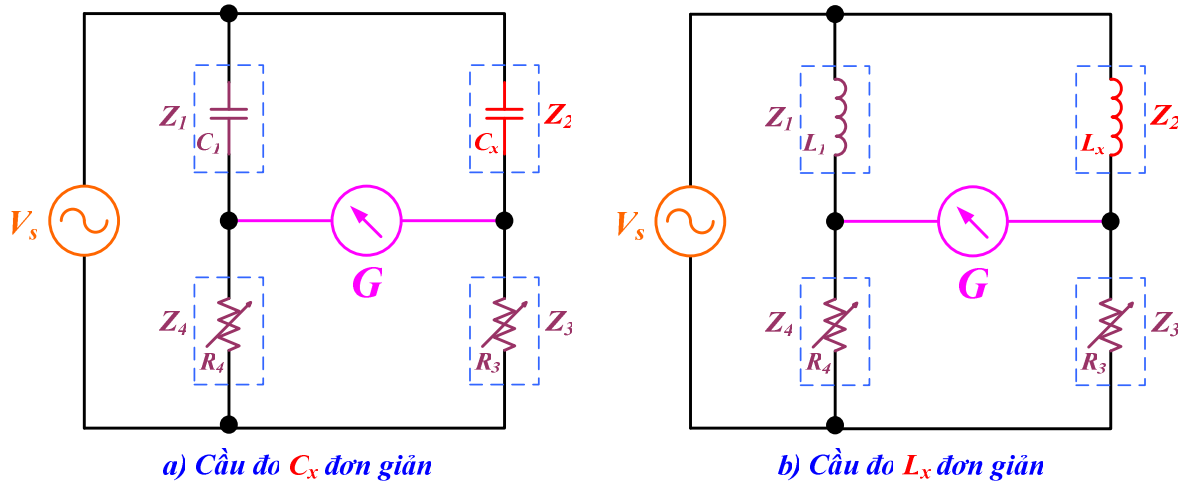 Z1
C1
Cx
Z2
Vs
G
Z4
R4
R3
Z3
a) Cầu đo Cx đơn giản
Z1
L1
Lx
Z2
Vs
G
Z4
R4
R3
Z3
b) Cầu đo Lx đơn giản